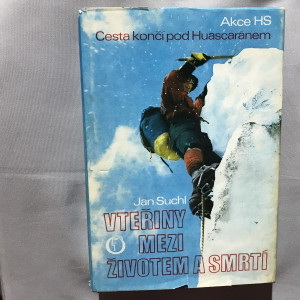 Akce HS
Cesta končí pod Huascaránem
Jan Suchl
VTEŘINY
MEZI
ŽIVOTEM A SMRTÍ